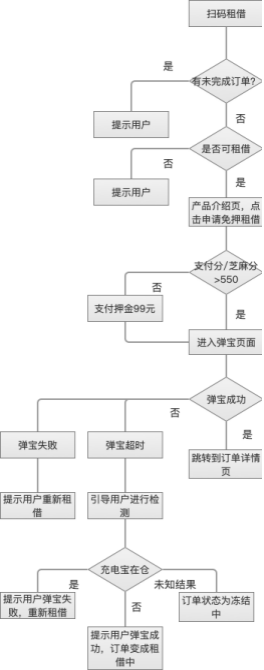 扫码租借
是
有未完成订单?
提示用户
否
是否可租借
否
提示用户
是
产品介绍页，点
击申请免押租借
支付分/芝麻分
>550
否
支付押金99元
是
进入弹宝页面
弹宝成功
否
是
弹宝失败
弹宝超时
跳转到订单详情
页
提示用户重新租
借
引导用户进行检
测
充电宝在仓
是
未知结果
提示用户弹宝失
败，重新租借
否
订单状态为冻结
中
提示用户弹宝成
功，订单变成租
借中